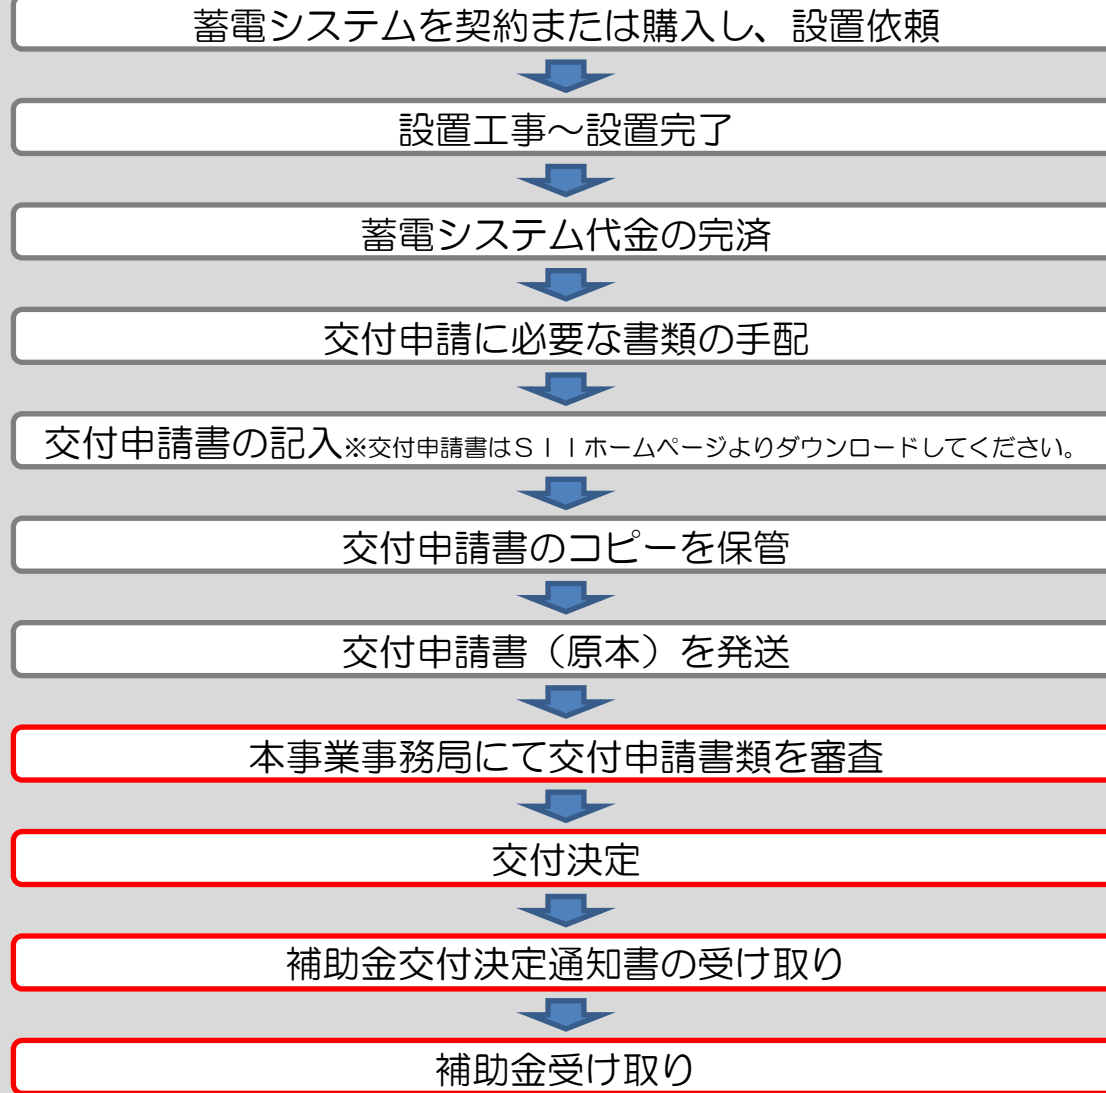 蓄電システムを契約または購入し、設置依頼
設置工事～設置完了
蓄電システム代金の完済
交付申請に必要な書類の手配
交付申請書の記入※交付申請書はＳＩＩホームページよりダウンロードしてください。
交付申請書のコピーを保管
交付申請書（原本）を発送
本事業事務局にて交付申請書類を審査
交付決定
補助金交付決定通知書の受け取り
補助金受け取り